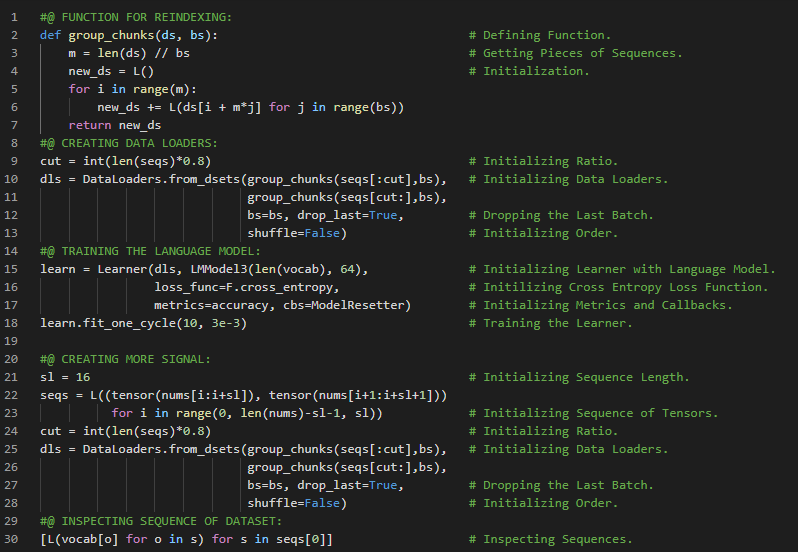 1 #@ FUNCTION FOR REINDEXING:
2 def group_chunks(ds, bs): # Defining Function.
3 m = len(ds) // bs # Getting Pieces of Sequences.
4 new_ds = L() # Initialization.
5 for i in range(m):
6 new_ds += L(ds[i + m*j] for j in range(bs))
7 return new_ds
8 #@ CREATING DATA LOADERS:
9 cut = int(len(seqs)*0.8) # Initializing Ratio.
10 dls = DataLoaders.from_dsets(group_chunks(seqs[:cut],bs), # Initializing Data Loaders.
11 group_chunks(seqs[cut:],bs),
12 bs=bs, drop_last=True, # Dropping the Last Batch.
13 shuffle=False) # Initializing Order.
14 #@ TRAINING THE LANGUAGE MODEL:
15 learn = Learner(dls, LMModel3(len(vocab), 64), # Initializing Learner with Language Model.
16 loss_func=F.cross_entropy, # Initilizing Cross Entropy Loss Function.
17 metrics=accuracy, cbs=ModelResetter) # Initializing Metrics and Callbacks.
18 learn.fit_one_cycle(10, 3e-3) # Training the Learner.
19
20 #@ CREATING MORE SIGNAL:
21 sl = 16 # Initializing Sequence Length.
22 seqs = L((tensor(nums[i:i+sl]), tensor(nums[i+1:i+sl+1]))
23 for i in range(0, len(nums)-sl-1, sl)) # Initializing Sequence of Tensors.
24 cut = int(len(seqs)*0.8) # Initializing Ratio.
25 dls = DataLoaders.from_dsets(group_chunks(seqs[:cut],bs), # Initializing Data Loaders.
26 group_chunks(seqs[cut:],bs),
27 bs=bs, drop_last=True, # Dropping the Last Batch.
28 shuffle=False) # Initializing Order.
29 #@ INSPECTING SEQUENCE OF DATASET:
30 [L(vocab[o] for o in s) for s in seqs[0]] # Inspecting Sequences.